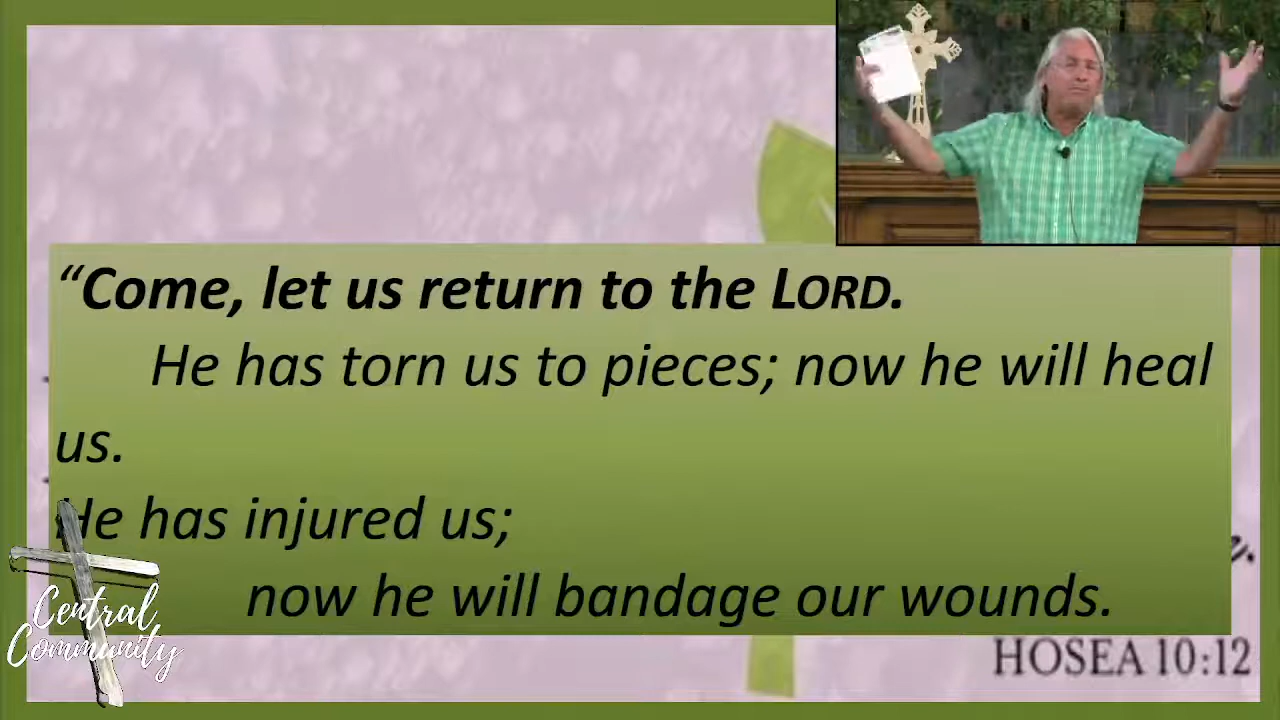 “Come, let us return to the LORD.
He has torn us to pieces; now he will heal
us.
He has injured us;
now he will bandage our wounds.
HOSEA 10:12
Central
Community